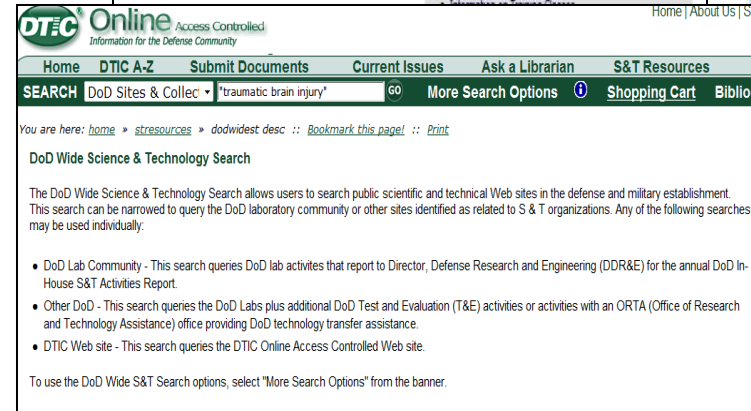 DTIC® Online Access Controlled
Home | About Us | S
Information for the Defense Community
Home DTIC A-Z Submit Documents Current Issues Ask a Librarian S&T Resources
SEARCH DoD Sites & Collec "traumatic brain injury" GO More Search Options i Shopping Cart Biblio
You are here: home » stresources » dodwidest desc :: Bookmark this page! :: Print
DoD Wide Science & Technology Search
The DoD Wide Science & Technology Search allows users to search public scientific and technical Web sites in the defense and military establishment.
This search can be narrowed to query the DoD laboratory community or other sites identified as related to S & T organizations. Any of the following searches
may be used individually:
• DoD Lab Community - This search queries DoD lab activites that report to Director, Defense Research and Engineering (DDR&E) for the annual DoD In-
House S&T Activities Report.
• Other DoD - This search queries the DoD Labs plus additional DoD Test and Evaluation (T&E) activities or activities with an ORTA (Office of Research
and Technology Assistance) office providing DoD technology transfer assistance.
• DTIC Web site - This search queries the DTIC Online Access Controlled Web site.
To use the DoD Wide S&T Search options, select "More Search Options" from the banner.